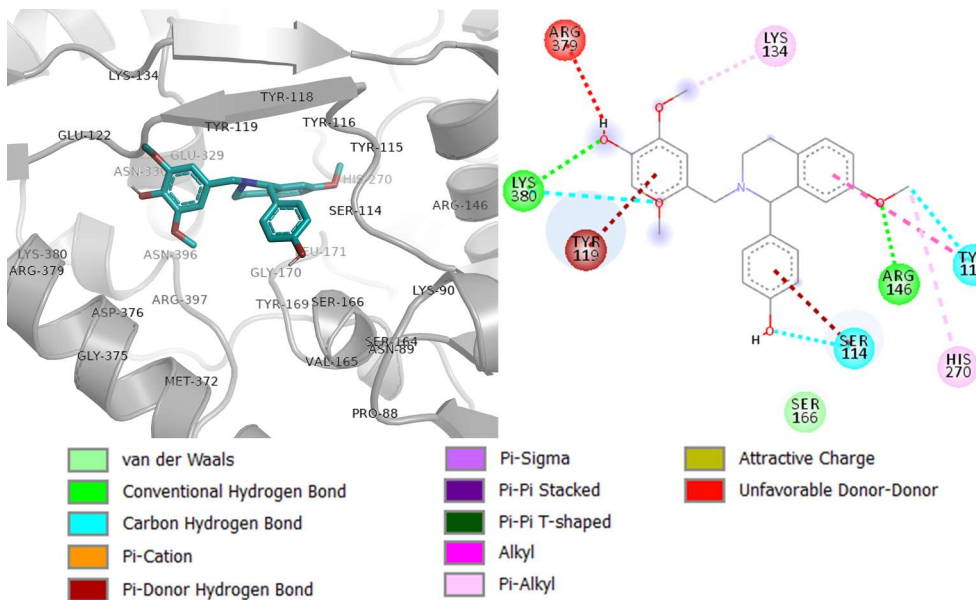 LYS-134
TYR-118
TYR-119
TYR-116
GLU-122
TYR-115
GLU-329
HIS-270
SER-114
ARG-146
LYS-380
ARG-379
ASN-396
GLY-170
ARG-397
TYR-169
SER-166
LYS-90
ASP-376
SER-164
ASN-89
GLY-375
VAL-165
MET-372
PRO-88
ARG
379
LYS
134
H
O
O
LYS
380
O
N
TYR
119
O
ARG
146
H
O
SER
114
HIS
270
SER
166
van der Waals
Conventional Hydrogen Bond
Carbon Hydrogen Bond
Pi-Cation
Pi-Donor Hydrogen Bond
Pi-Sigma
Pi-Pi Stacked
Pi-Pi T-shaped
Alkyl
Pi-Alkyl
Attractive Charge
Unfavorable Donor-Donor